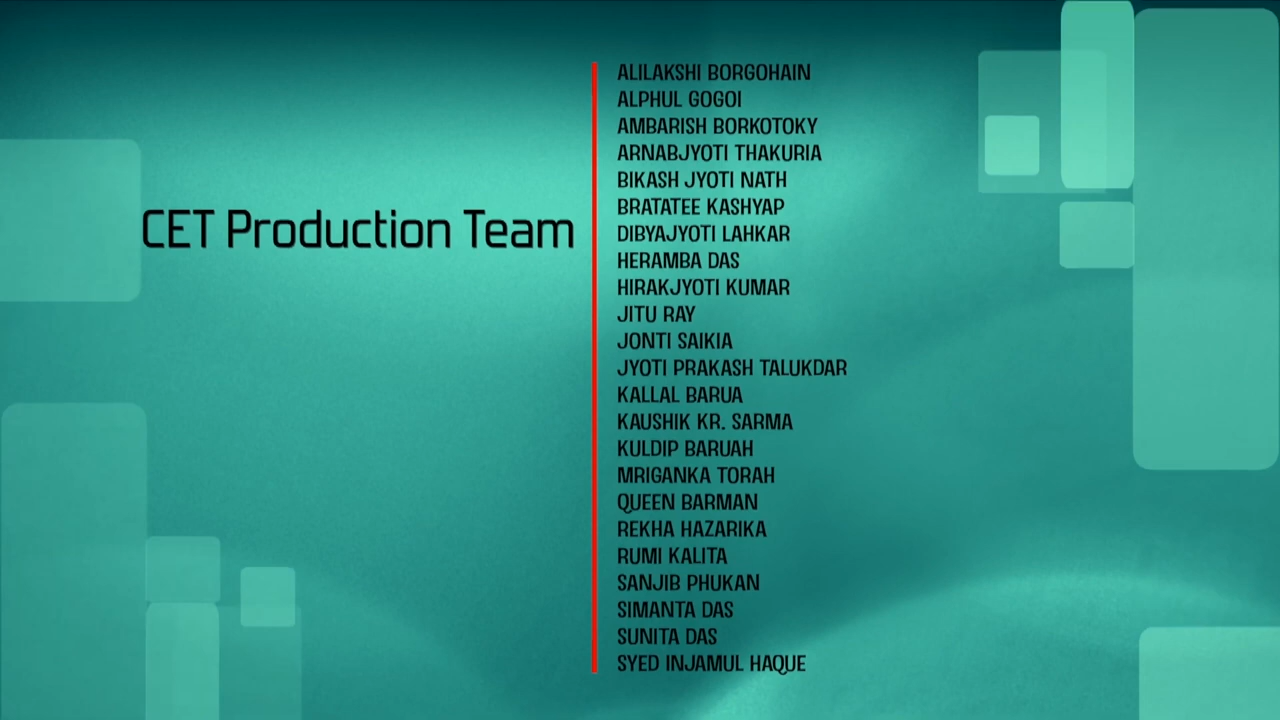 CET Production Team
ALILAKSHI BORGOHAIN
ALPHUL GOGOI
AMBARISH BORKOTOKY
ARNABJYOTI THAKURIA
BIKASH JYOTI NATH
BRATATEE KASHYAP
DIBYAJYOTI LAHKAR
HERAMBA DAS
HIRAKJYOTI KUMAR
JITU RAY
JONTI SAIKIA
JYOTI PRAKASH TALUKDAR
KALLAL BARUA
KAUSHIK KR. SARMA
KULDIP BARUAH
MRIGANKA TORAH
QUEEN BARMAN
REKHA HAZARIKA
RUMI KALITA
SANJIB PHUKAN
SIMANTA DAS
SUNITA DAS
SYED INJAMUL HAQUE